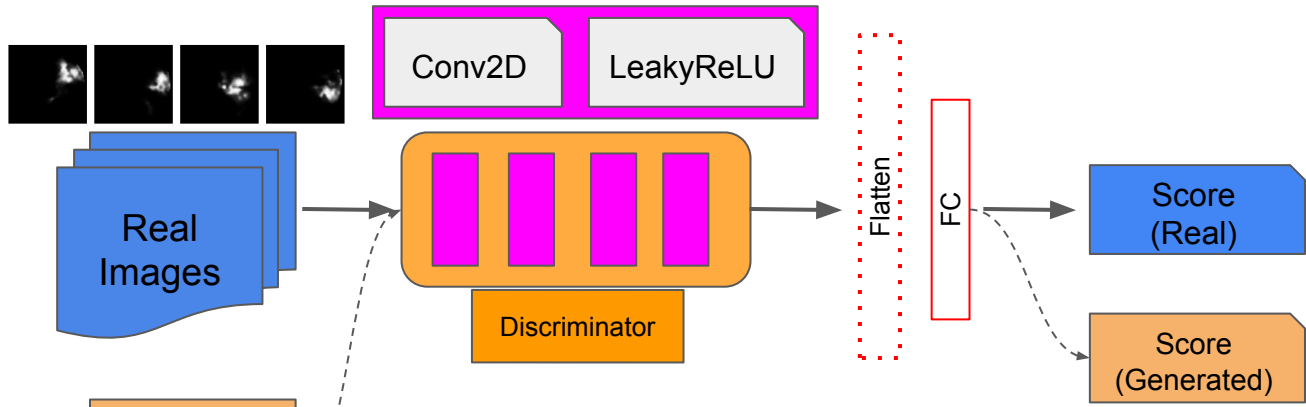 Conv2D
LeakyReLU
Real
Images
Discriminator
Flatten
FC
Score
(Real)
Score
(Generated)